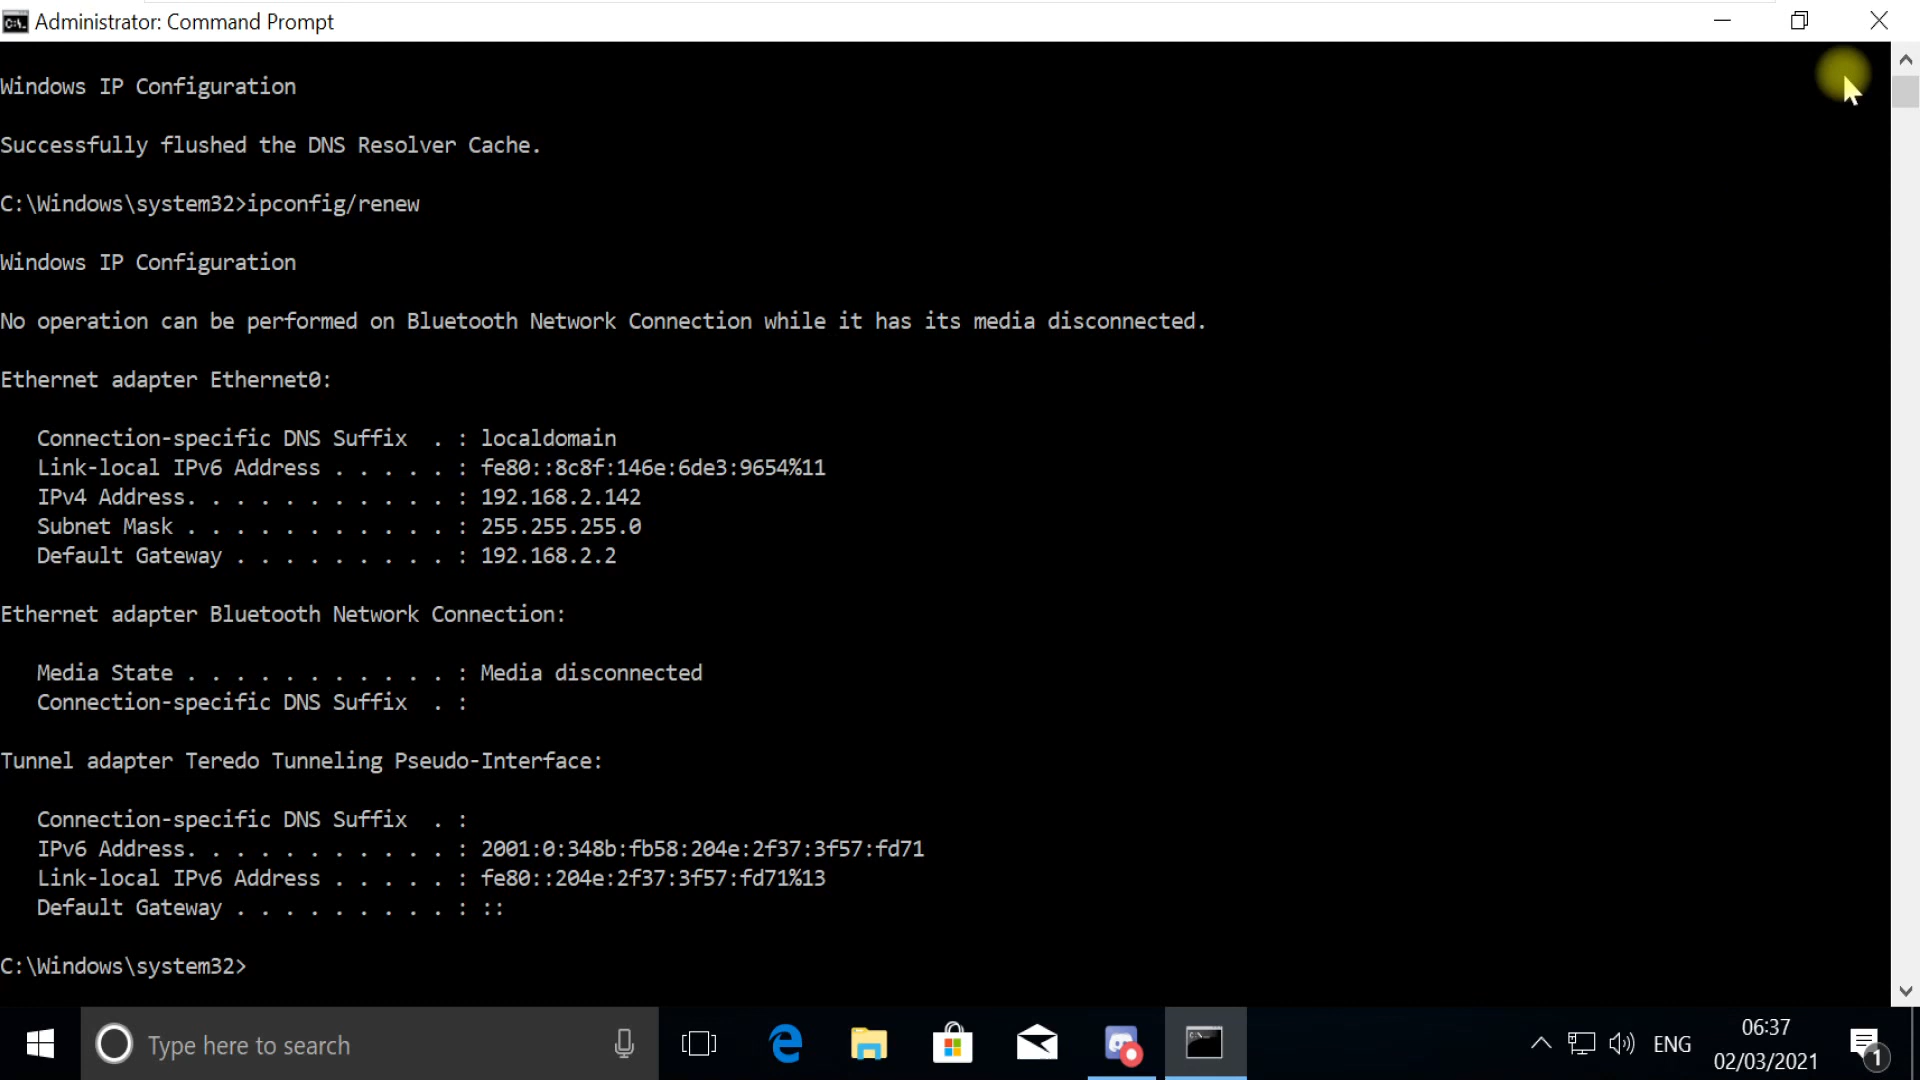 Administrator: Command Prompt
Windows IP Configuration
Successfully flushed the DNS Resolver Cache.
C:\Windows\system32>ipconfig/renew
Windows IP Configuration
No operation can be performed on Bluetooth Network Connection while it has its media disconnected.
Ethernet adapter Ethernet0:
Connection-specific DNS Suffix  . : localdomain
Link-local IPv6 Address . . . . . : fe80::8c8f:146e:6de3:9654%11
IPv4 Address. . . . . . . . . . . : 192.168.2.142
Subnet Mask . . . . . . . . . . . : 255.255.255.0
Default Gateway . . . . . . . . . : 192.168.2.2
Ethernet adapter Bluetooth Network Connection:
Media State . . . . . . . . . . . : Media disconnected
Connection-specific DNS Suffix  . :
Tunnel adapter Teredo Tunneling Pseudo-Interface:
Connection-specific DNS Suffix  . :
IPv6 Address. . . . . . . . . . . : 2001:0:348b:fb58:204e:2f37:3f57:fd71
Link-local IPv6 Address . . . . . : fe80::204e:2f37:3f57:fd71%13
Default Gateway . . . . . . . . . : ::
C:\Windows\system32>
Type here to search
ENG
06:37
02/03/2021
1